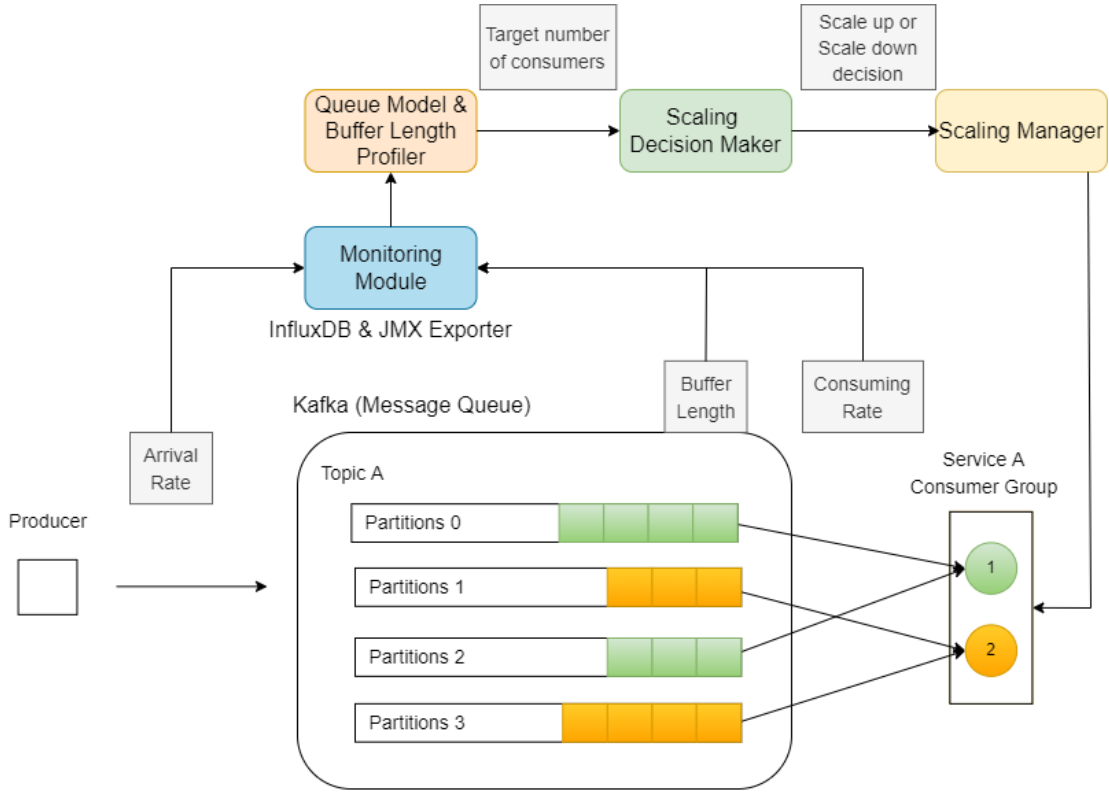 Target number
of consumers
Scale up or
Scale down
decision
Queue Model &
Buffer Length
Profiler
Scaling
Decision Maker
Scaling Manager
Monitoring
Module
InfluxDB & JMX Exporter
Buffer
Length
Consuming
Rate
Kafka (Message Queue)
Arrival
Rate
Topic A
Service A
Consumer Group
Producer
Partitions 0
Partitions 1
Partitions 2
Partitions 3
1
2